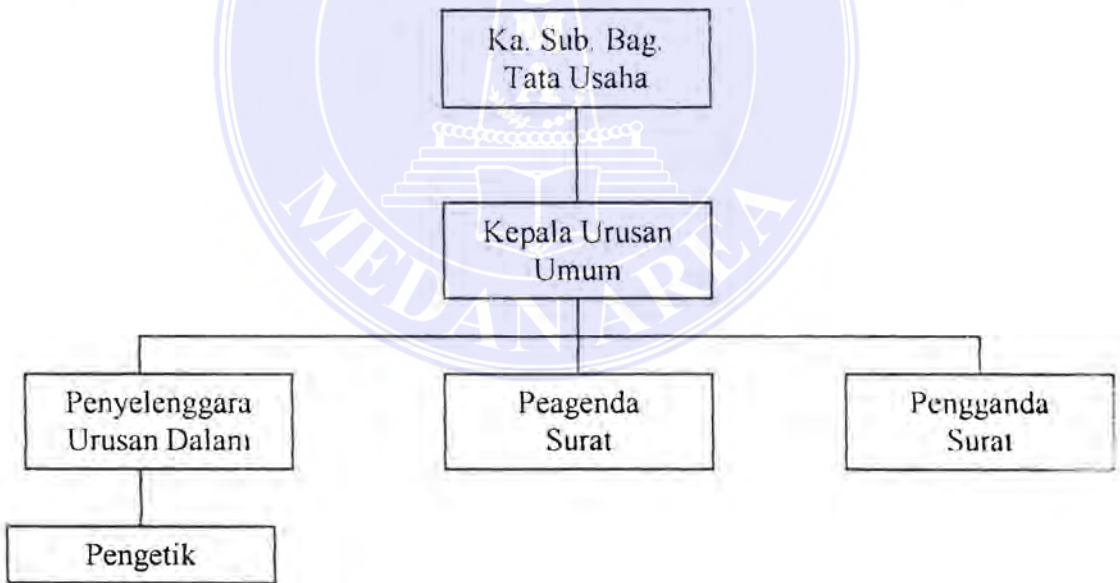 Ka. Sub. Bag.
Tata Usaha
Kepala Urusan
Umum
MEDAN AREA
Penyelenggara
Urusan Dalam
Peagenda
Surat
Pengganda
Surat
Pengetik